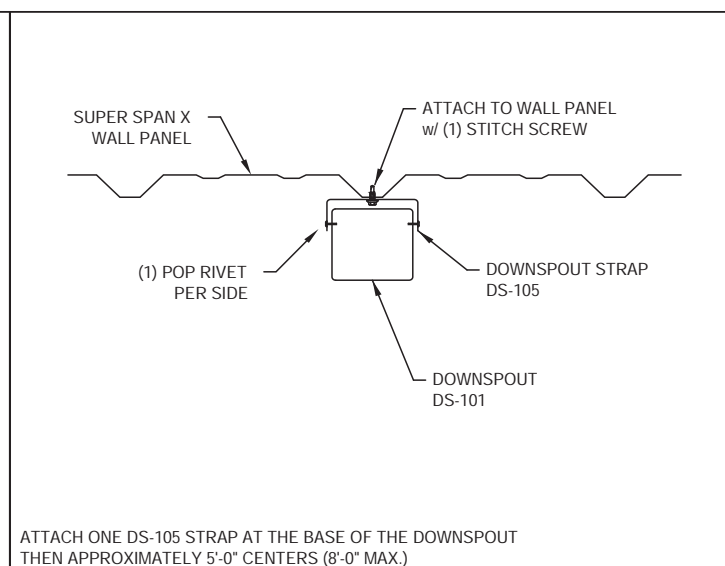 SUPER SPAN X
WALL PANEL
ATTACH TO WALL PANEL
w/ (1) STITCH SCREW
(1) POP RIVET
PER SIDE
DOWNSPOUT STRAP
DS-105
DOWNSPOUT
DS-101
ATTACH ONE DS-105 STRAP AT THE BASE OF THE DOWNSPOUT
THEN APPROXIMATELY 5'-0" CENTERS (8'-0" MAX.)